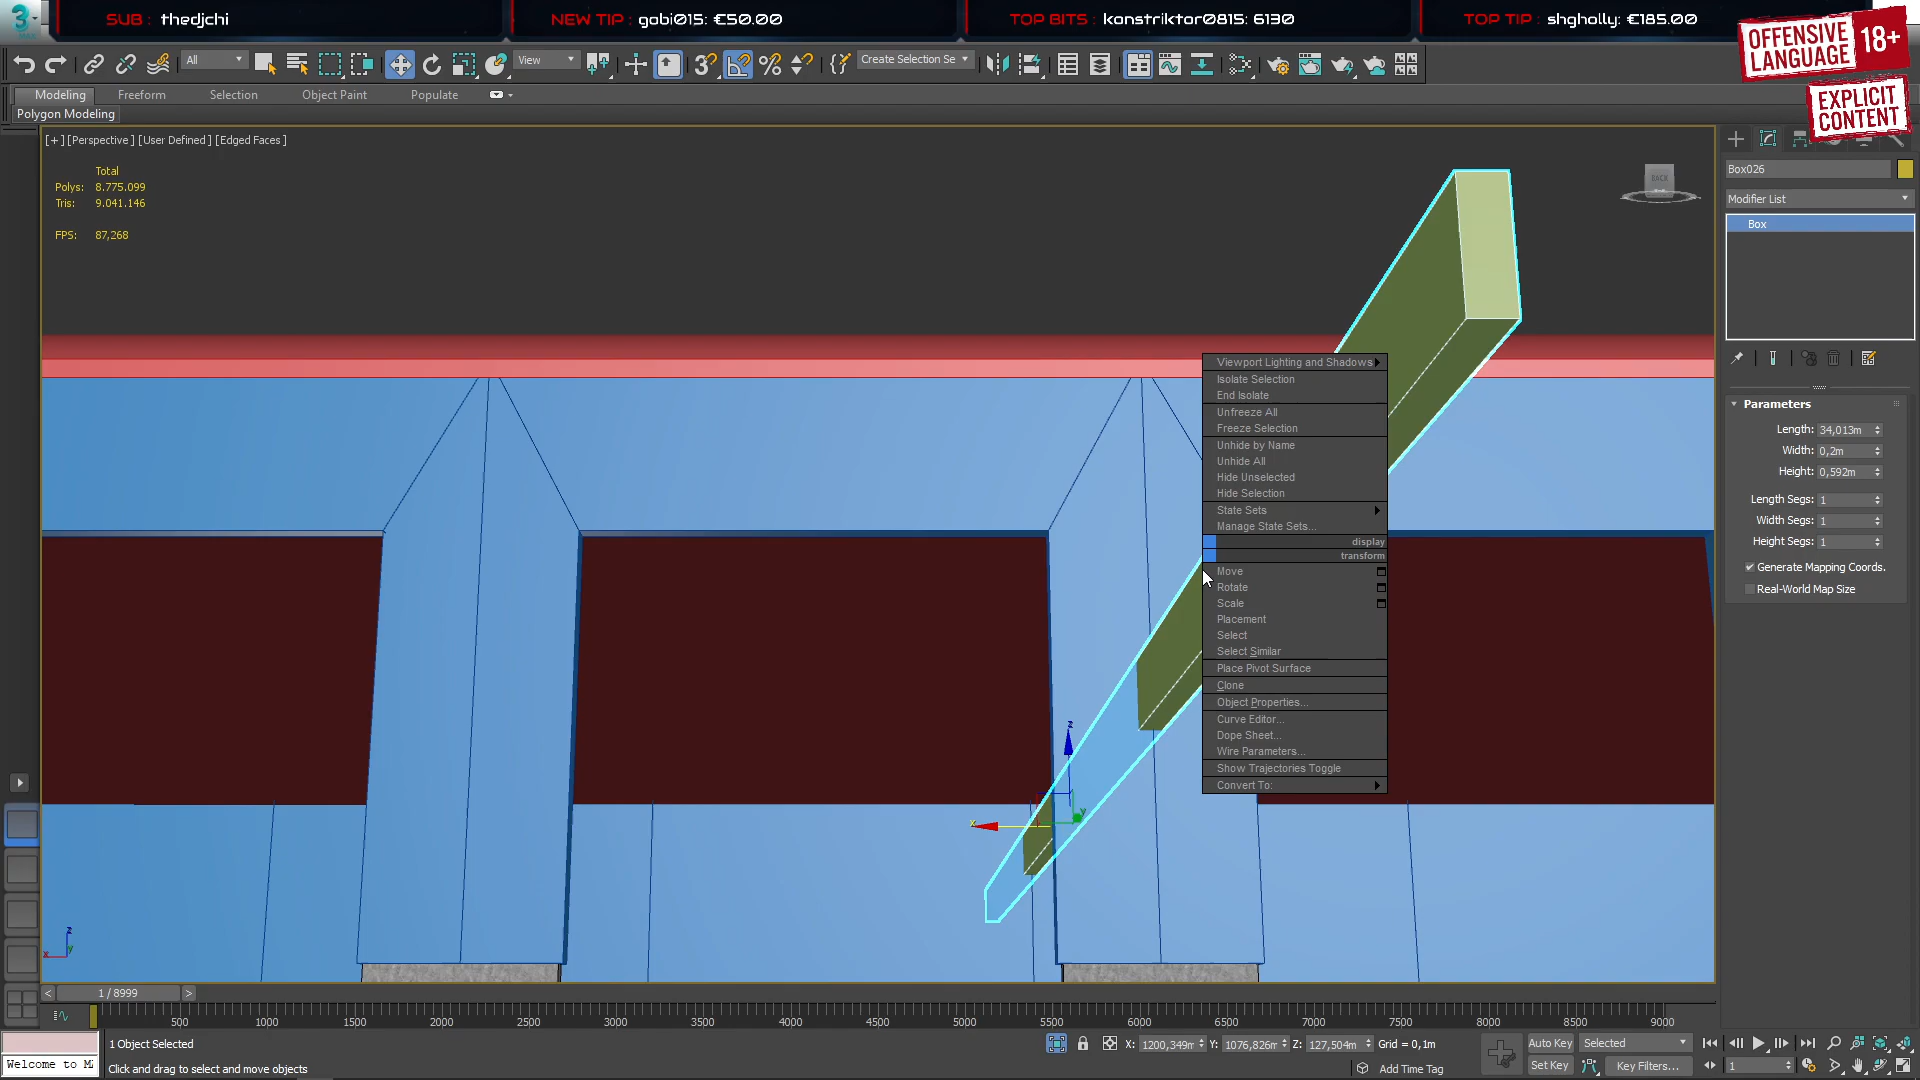 SUB : thedjchi
NEW TIP : gabi015: €50.00
TOP BITS : konstriktor0815: 6130
TOP TIP : shgholly: €185.00
OFFENSIVE LANGUAGE 18+
EXPLICIT CONTENT
3
MAX
All
View
Create Selection Se
Modeling
Freeform
Selection
Object Paint
Populate
Polygon Modeling
[+] [Perspective ] [User Defined ] [Edged Faces ]
Total
Polys: 8.775.099
Tris: 9.041.146
FPS: 87,268
BACK
Box026
Modifier List
Box
Parameters
Length: 34,013m
Width: 0,2m
Height: 0,592m
Length Segs: 1
Width Segs: 1
Height Segs: 1
Generate Mapping Coords.
Real-World Map Size
Viewport Lighting and Shadows
Isolate Selection
End Isolate
Unfreeze All
Freeze Selection
Unhide by Name
Unhide All
Hide Unselected
Hide Selection
State Sets
Manage State Sets...
display
transform
Move
Rotate
Scale
Placement
Select
Select Similar
Place Pivot Surface
Clone
Object Properties...
Curve Editor...
Dope Sheet...
Wire Parameters...
Show Trajectories Toggle
Convert To:
z
x
y
z
x
y
< 1 / 8999 >
500 1000 1500 2000 2500 3000 3500 4000 4500 5000 5500 6000 6500 7000 7500 8000 8500 9000
1 Object Selected
X: 1200,349m Y: 1076,826m Z: 127,504m Grid = 0,1m
Auto Key
Selected
Welcome to M
Click and drag to select and move objects
Add Time Tag
Set Key
Key Filters...
1